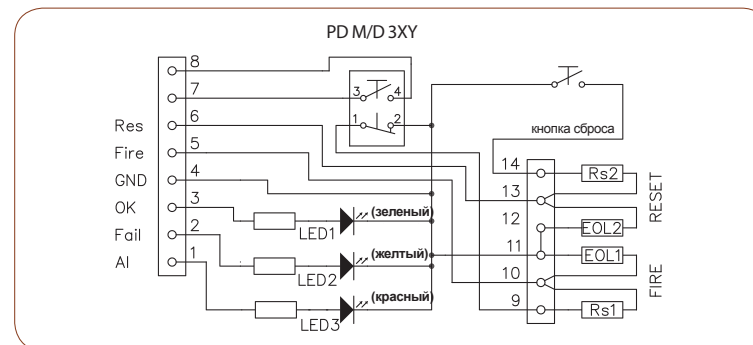 PD M/D 3XY
8
7
Res 6
Fire 5
GND 4
OK 3
Fail 2
Al 1
3 4
1 2
кнопка сброса
LED1 (зеленый)
LED2 (желтый)
LED3 (красный)
14 Rs2
13
12 EOL2
11 EOL1
10
9 Rs1
RESET
FIRE